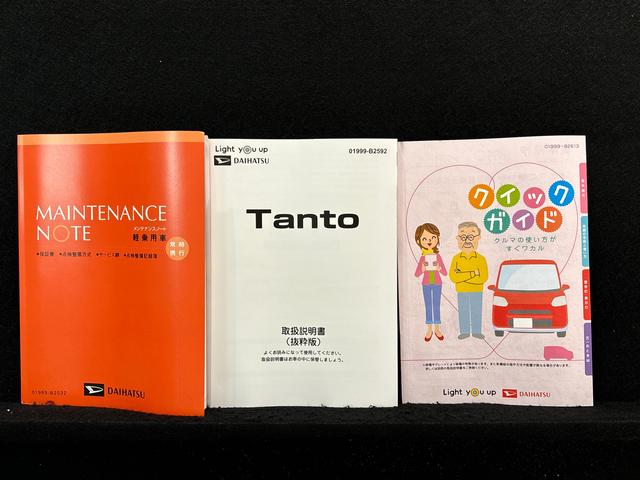 MAINTENANCE
NOTE
メンテナンスノート
軽乗用車
常時
携行
●保証書 ●点検整備方式 ●サービス網 ●点検整備記録簿
01999-B2532
DAIHATSU
Light you up
DAIHATSU
01999-B2592
Tanto
取扱説明書
(抜粋版)
よくお読みになって使用してください。
取扱説明書はお車の中に保管しましょう。
01999-B2613
クイック
ガイド
クルマの使い方が
すぐワカル
Light you up
DAIHATSU